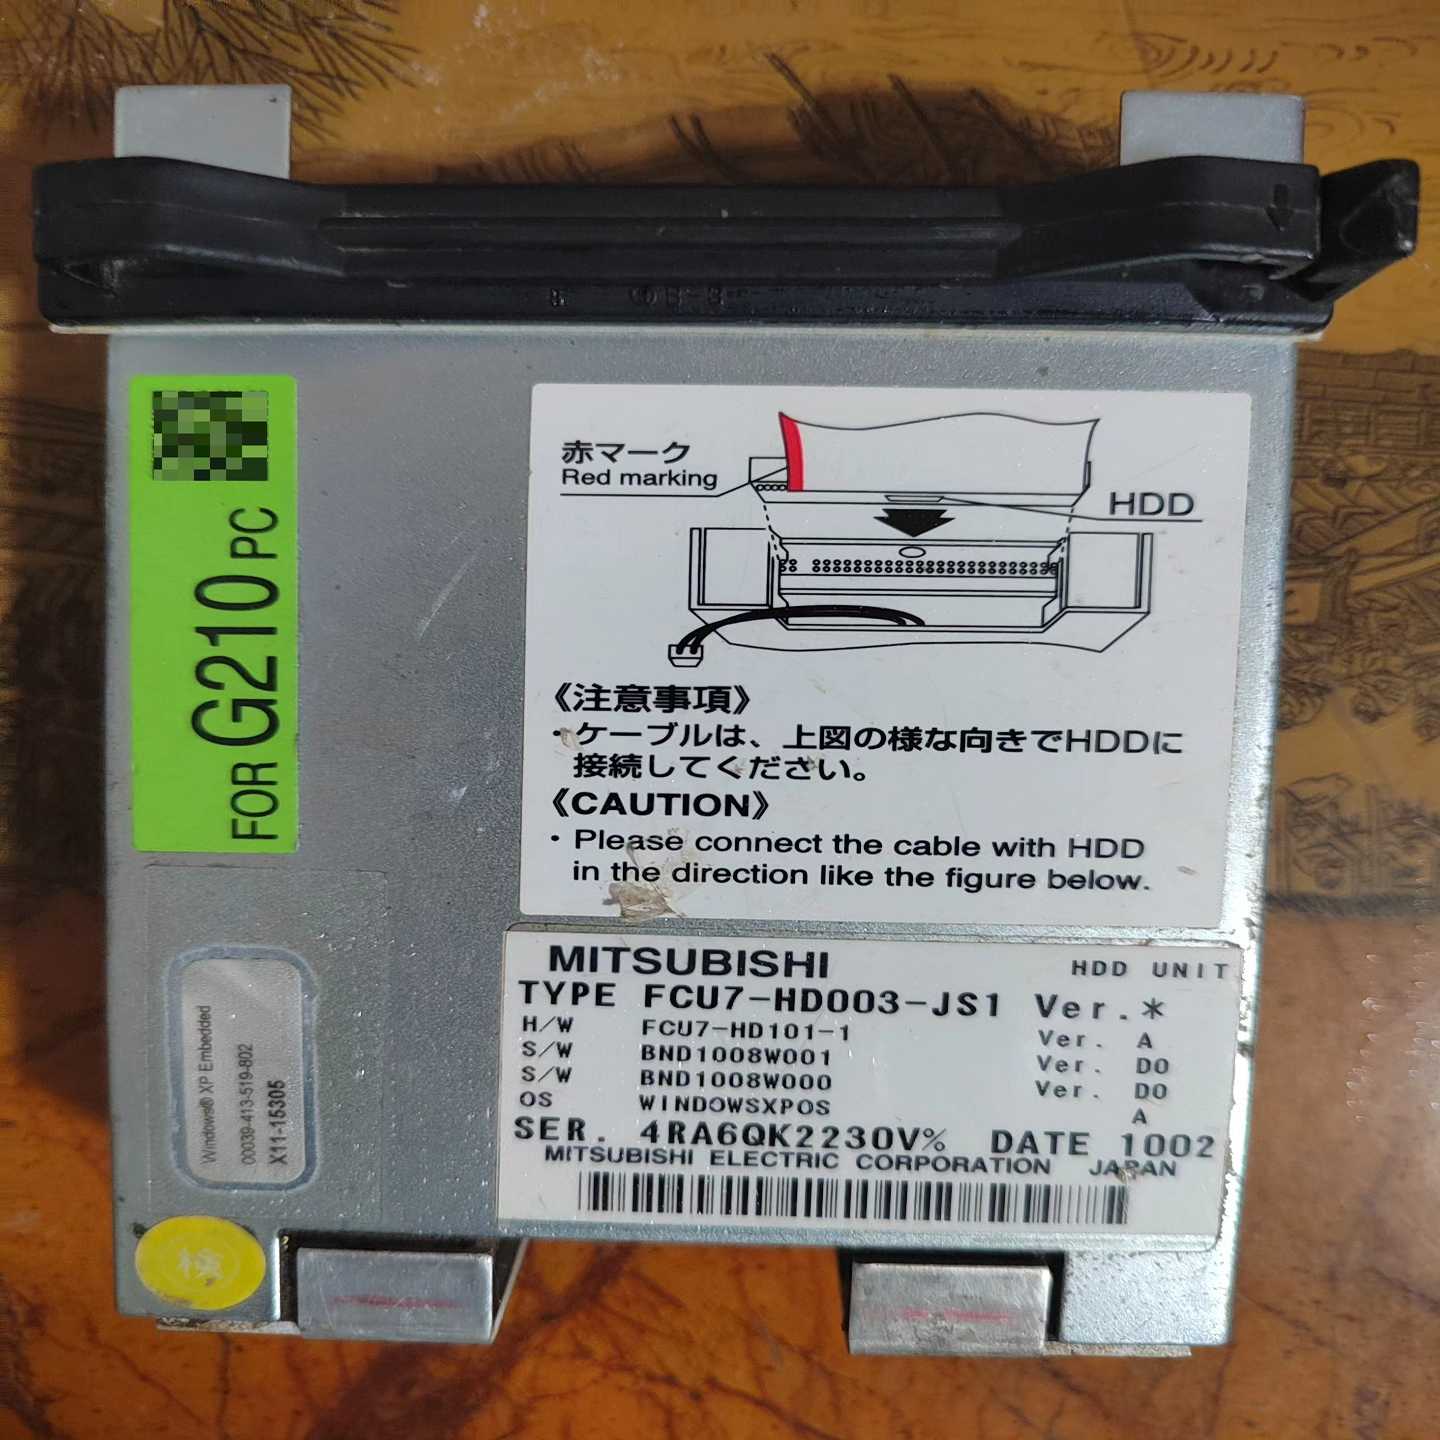 赤マーク
Red marking
HDD
《注意事項》
・ケーブルは、上図の様な向きでHDDに
接続してください。
《CAUTION》
・Please connect the cable with HDD
in the direction like the figure below.
FOR G210 PC
MITSUBISHI HDD UNIT
TYPE FCU7-HD003-JS1 Ver.*
H/W FCU7-HD101-1 Ver. A
S/W BND1008W001 Ver. D0
S/W BND1008W000 Ver. D0
OS WINDOWSXPOS A
SER. 4RA6QK2230V% DATE 1002
MITSUBISHI ELECTRIC CORPORATION JAPAN
Windows® XP Embedded
00039-413-519-802
X11-15305
検